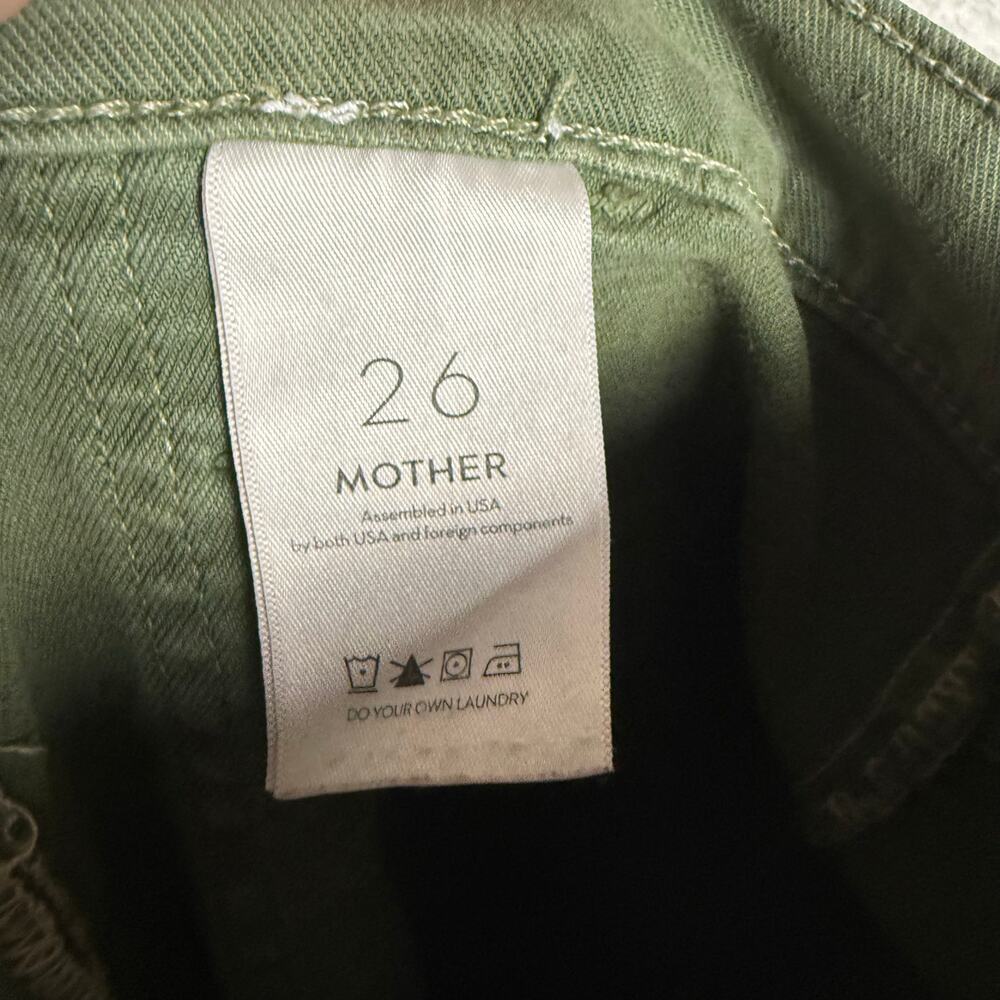 26
MOTHER
Assembled in USA
by both USA and foreign components
DO YOUR OWN LAUNDRY